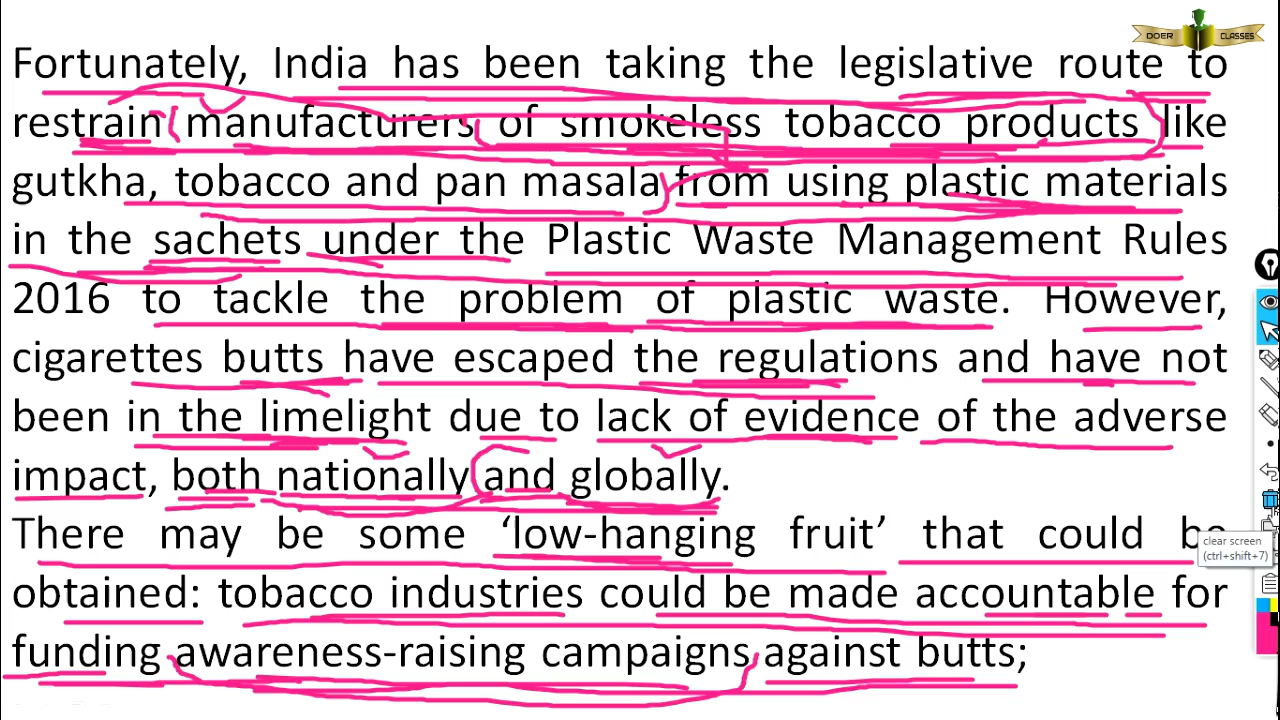 DOER CLASSES
Fortunately, India has been taking the legislative route to
restrain manufacturers of smokeless tobacco products like
gutkha, tobacco and pan masala from using plastic materials
in the sachets under the Plastic Waste Management Rules
2016 to tackle the problem of plastic waste. However,
cigarettes butts have escaped the regulations and have not
been in the limelight due to lack of evidence of the adverse
impact, both nationally and globally.
There may be some ‘low-hanging fruit’ that could be
clear screen
(ctrl+shift+7)
obtained: tobacco industries could be made accountable for
funding awareness-raising campaigns against butts;